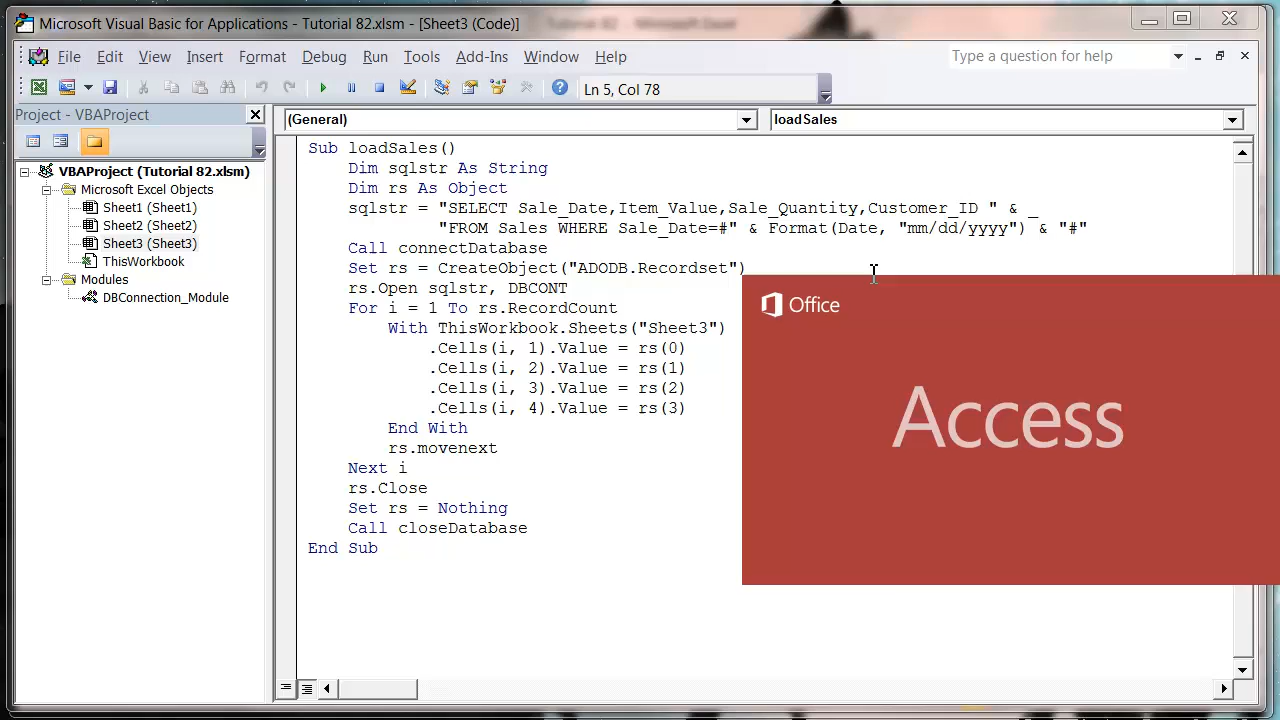 Microsoft Visual Basic for Applications - Tutorial 82.xlsm - [Sheet3 (Code)]
File Edit View Insert Format Debug Run Tools Add-Ins Window Help
Type a question for help
Ln 5, Col 78
Project - VBAProject
(General)
loadSales
VBAProject (Tutorial 82.xlsm)
Microsoft Excel Objects
Sheet1 (Sheet1)
Sheet2 (Sheet2)
Sheet3 (Sheet3)
ThisWorkbook
Modules
DBConnection_Module
Sub loadSales()
Dim sqlstr As String
Dim rs As Object
sqlstr = "SELECT Sale_Date,Item_Value,Sale_Quantity,Customer_ID " & _
"FROM Sales WHERE Sale_Date=#" & Format(Date, "mm/dd/yyyy") & "#"
Call connectDatabase
Set rs = CreateObject("ADODB.Recordset")
rs.Open sqlstr, DBCONT
For i = 1 To rs.RecordCount
With ThisWorkbook.Sheets("Sheet3")
.Cells(i, 1).Value = rs(0)
.Cells(i, 2).Value = rs(1)
.Cells(i, 3).Value = rs(2)
.Cells(i, 4).Value = rs(3)
End With
rs.movenext
Next i
rs.Close
Set rs = Nothing
Call closeDatabase
End Sub
Office
Access